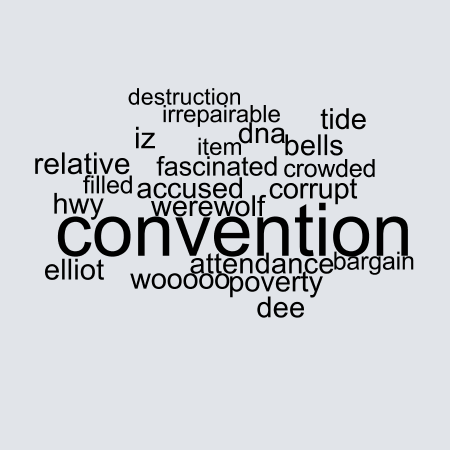 destruction
irrepairable
tide
iz
item
dna
bells
relative
fascinated
crowded
filled
accused
corrupt
hwy
werewolf
convention
elliot
attendance
bargain
wooooo
poverty
dee